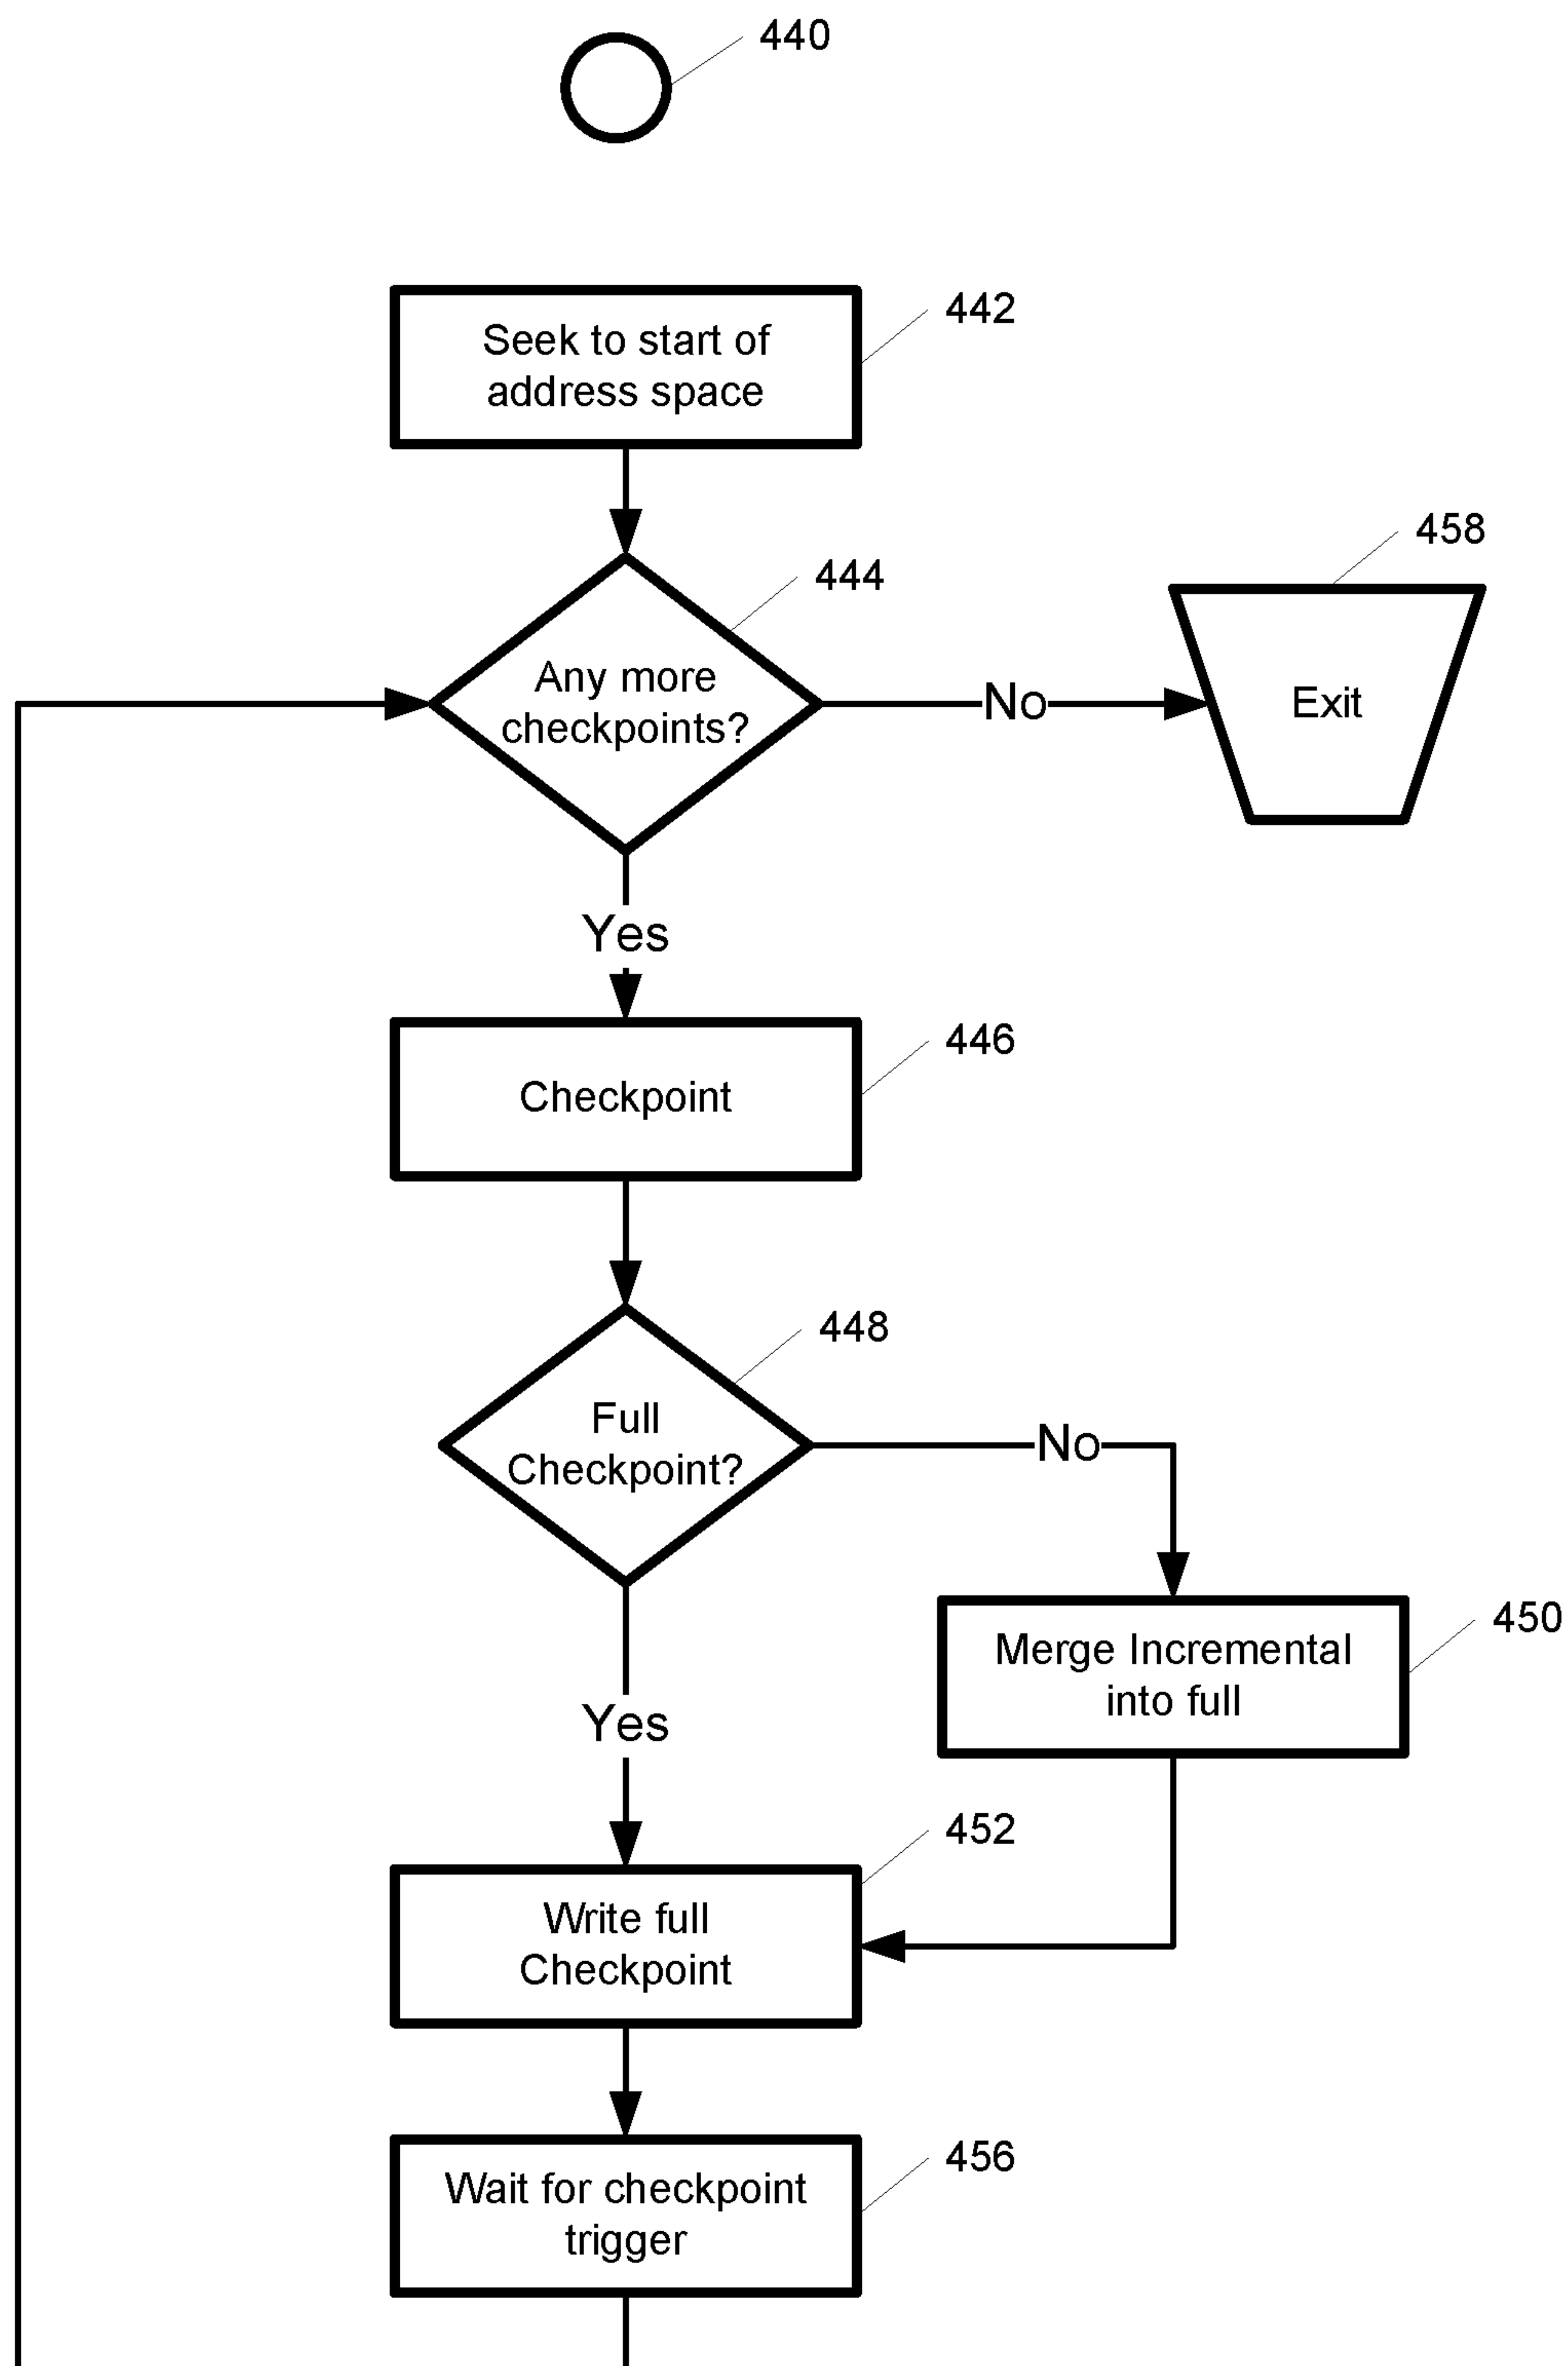 440
442
Seek to start of
address space
458
444
Any more
checkpoints?
No
Exit
Yes
446
Checkpoint
448
Full
Checkpoint?
No
450
Merge Incremental
into full
Yes
452
Write full
Checkpoint
456
Wait for checkpoint
trigger